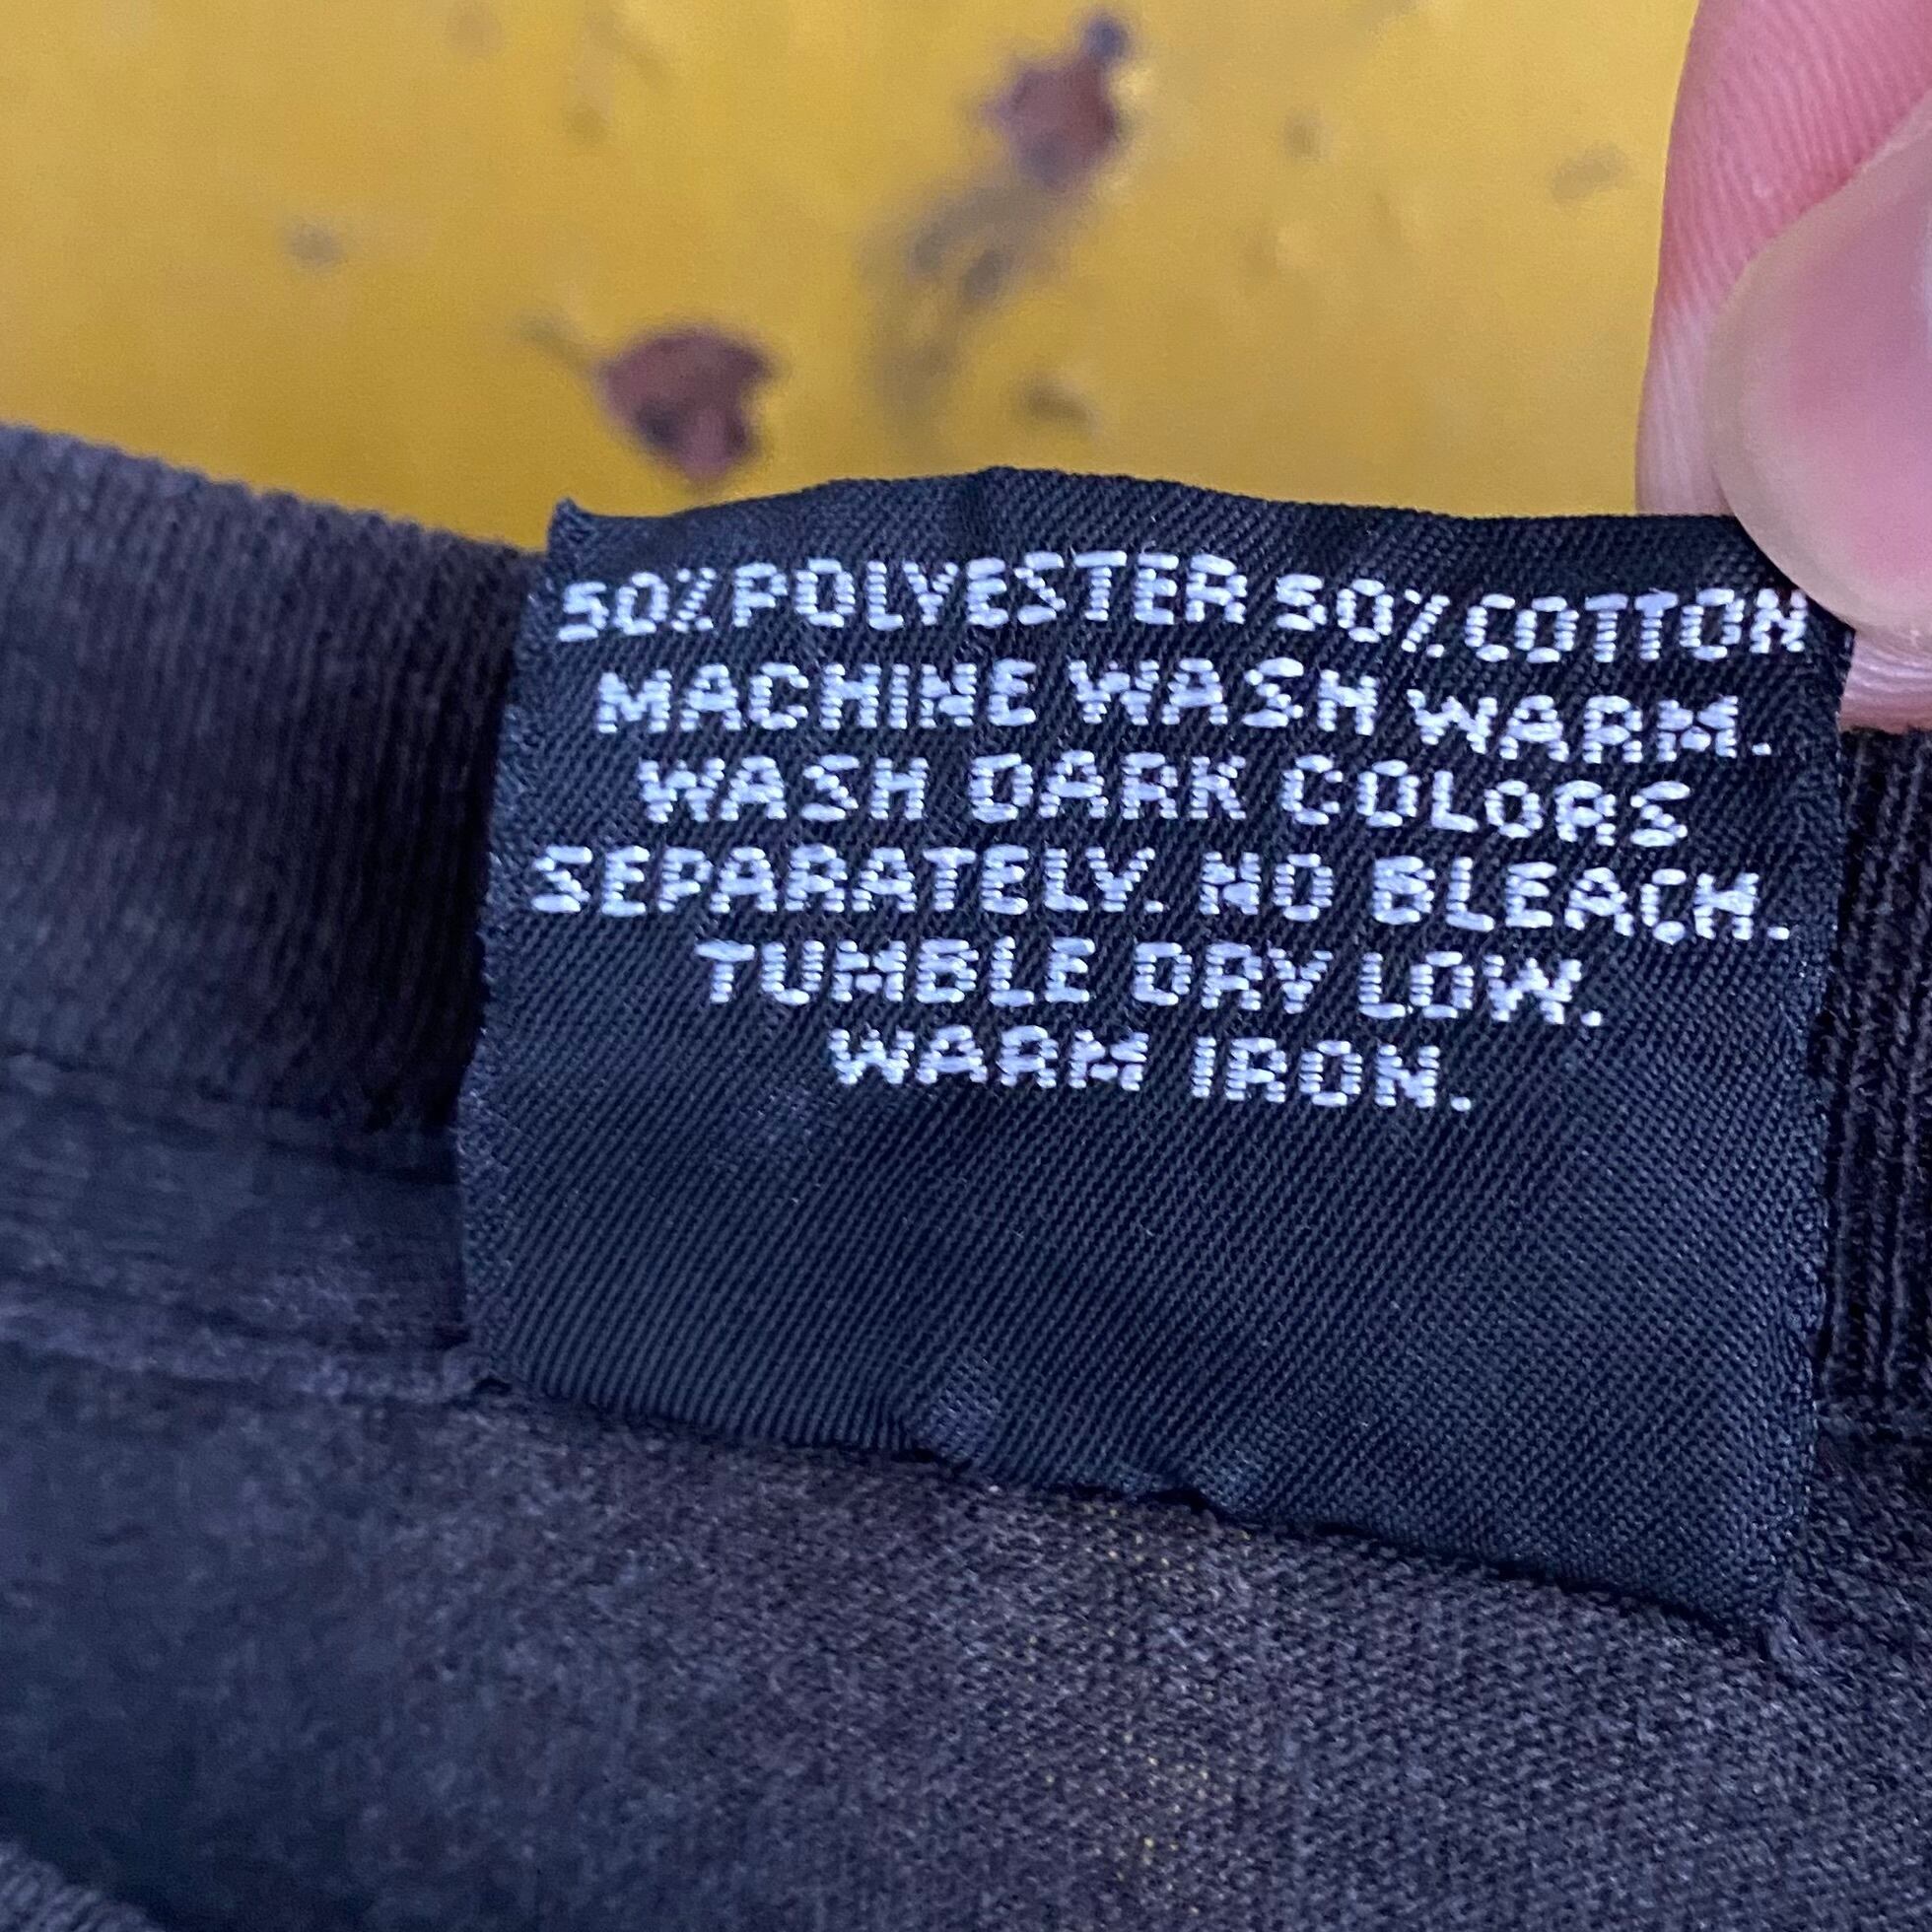 50%POLYESTER 50%COTTON
MACHINE WASH WARM.
WASH DARK COLORS
SEPARATELY. NO BLEACH.
TUMBLE DRY LOW.
WARM IRON.